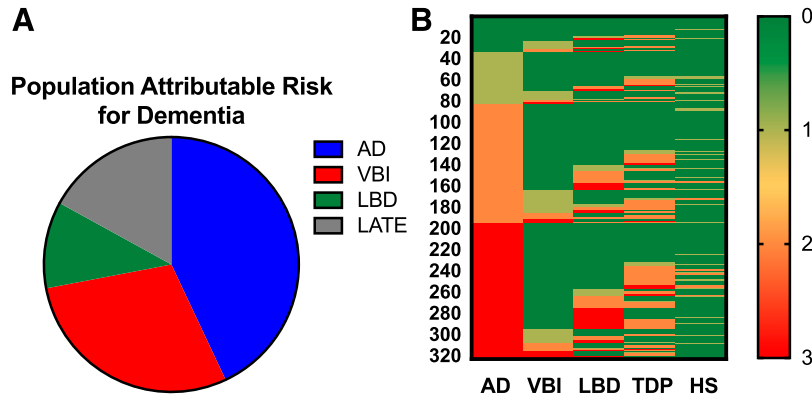 A
Population Attributable Risk
for Dementia
AD
VBI
LBD
LATE
B
20
40
60
80
100
120
140
160
180
200
220
240
260
280
300
320
AD VBI LBD TDP HS
0
1
2
3